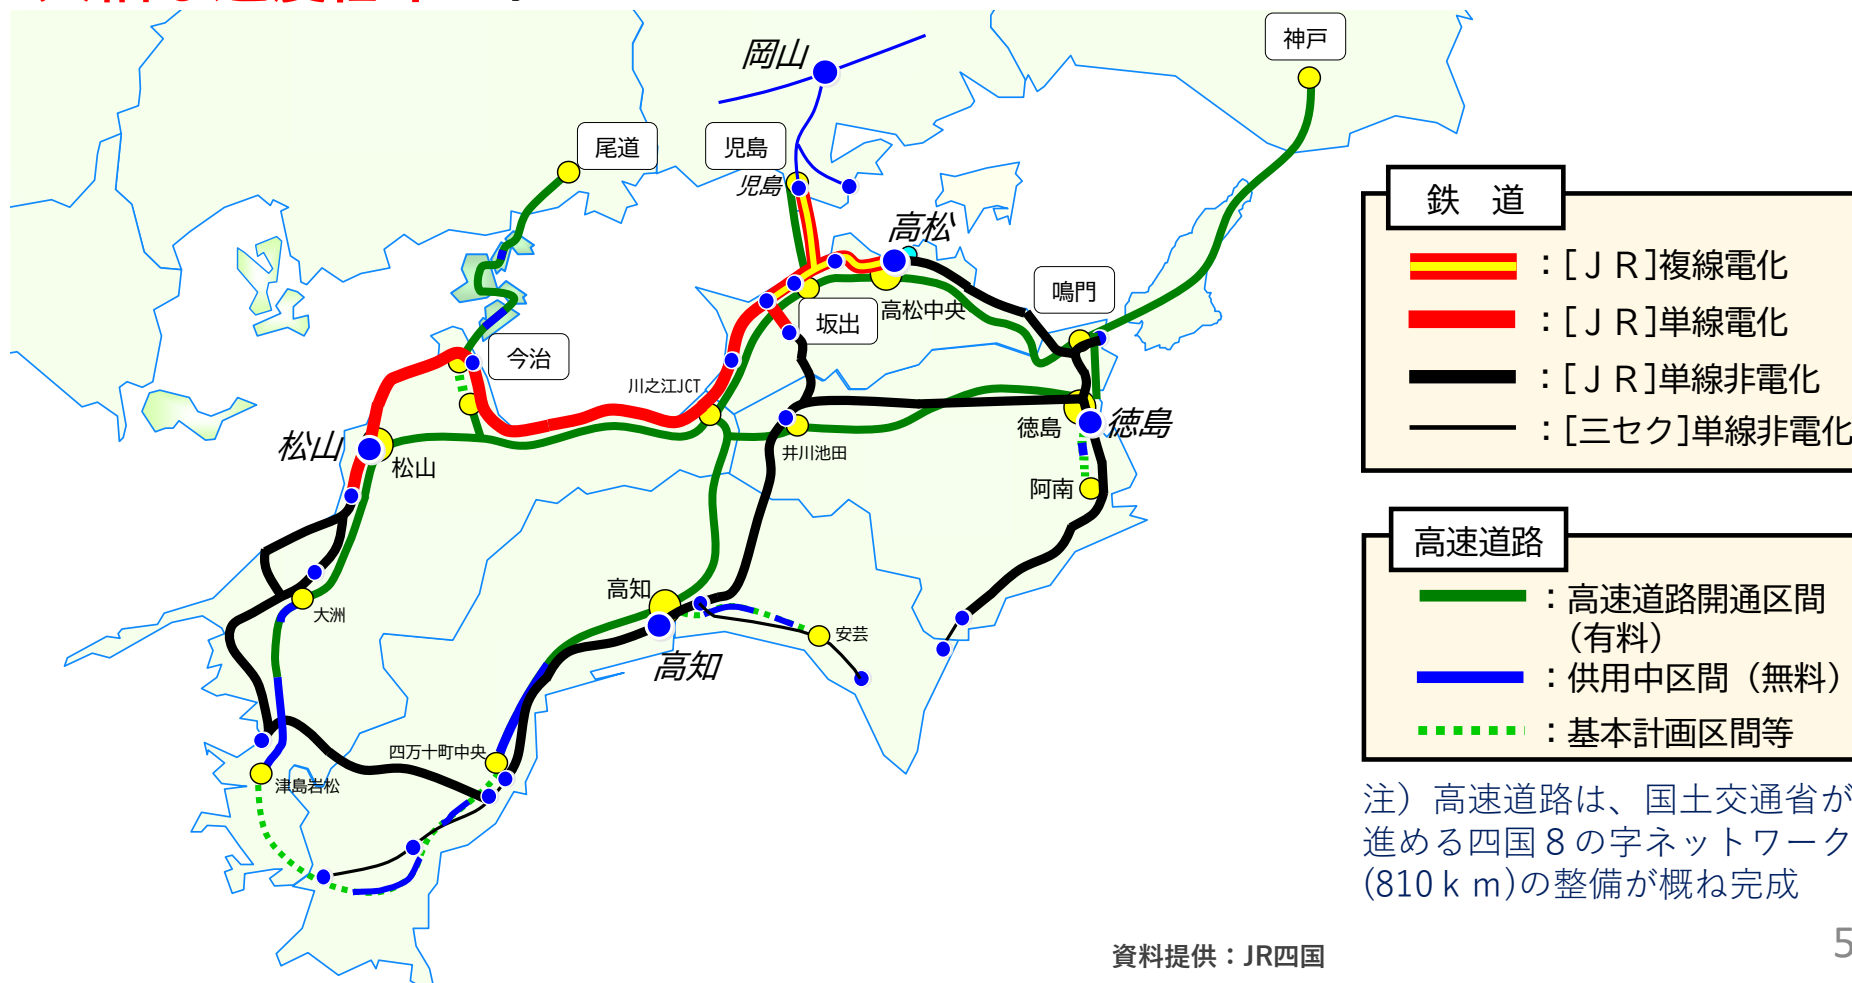 岡山
神戸
尾道
児島
児島
高松
鳴門
高松中央
坂出
今治
川之江JCT
徳島
徳島
松山
松山
井川池田
阿南
高知
大洲
安芸
高知
四万十町中央
津島岩松
鉄　道
：[ＪＲ]複線電化
：[ＪＲ]単線電化
：[ＪＲ]単線非電化
：[三セク]単線非電化
高速道路
：高速道路開通区間
（有料）
：供用中区間（無料）
：基本計画区間等
注）高速道路は、国土交通省が
進める四国８の字ネットワーク
(810ｋｍ)の整備が概ね完成
資料提供：JR四国
5